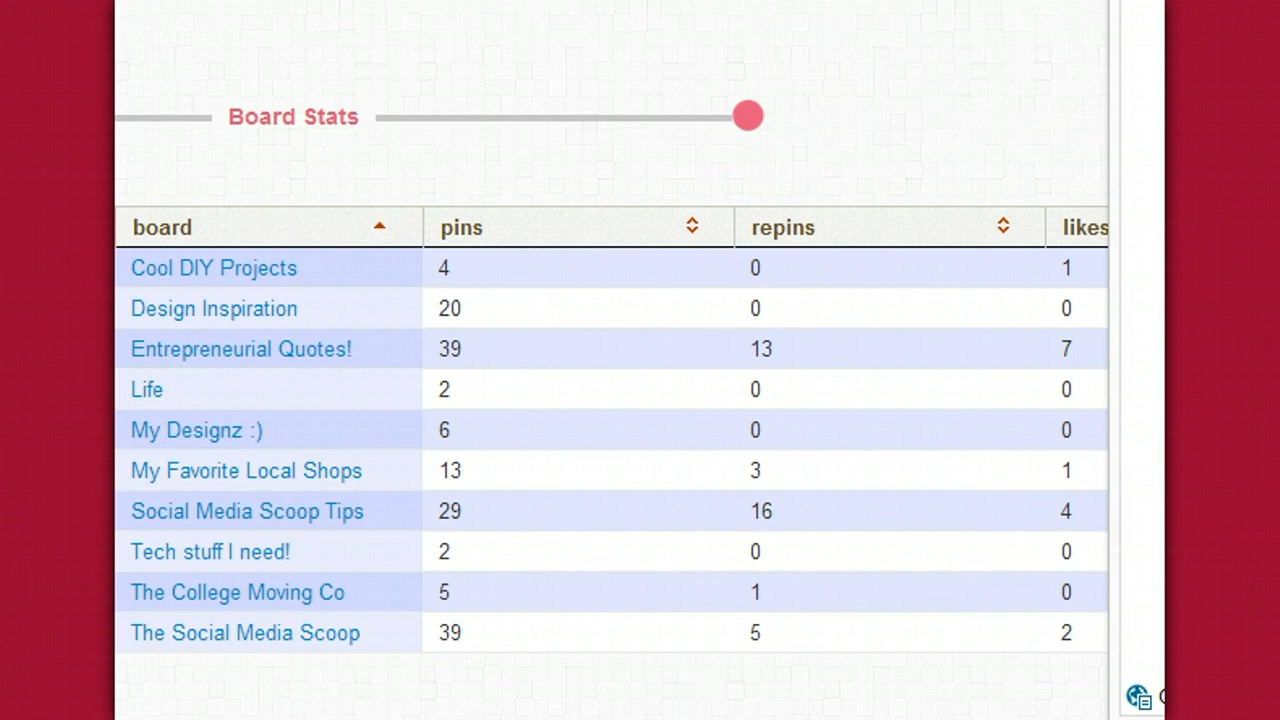 Board Stats
board pins repins likes
Cool DIY Projects 4 0 1
Design Inspiration 20 0 0
Entrepreneurial Quotes! 39 13 7
Life 2 0 0
My Designz :) 6 0 0
My Favorite Local Shops 13 3 1
Social Media Scoop Tips 29 16 4
Tech stuff I need! 2 0 0
The College Moving Co 5 1 0
The Social Media Scoop 39 5 2